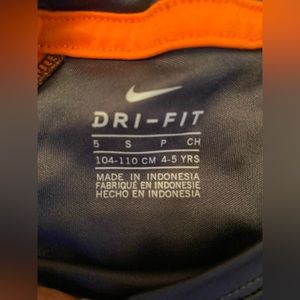 DRI-FIT
5 S P CH
104-110 CM 4-5 YRS
MADE IN INDONESIA
FABRIQUÉ EN INDONESIE
HECHO EN INDONESIA